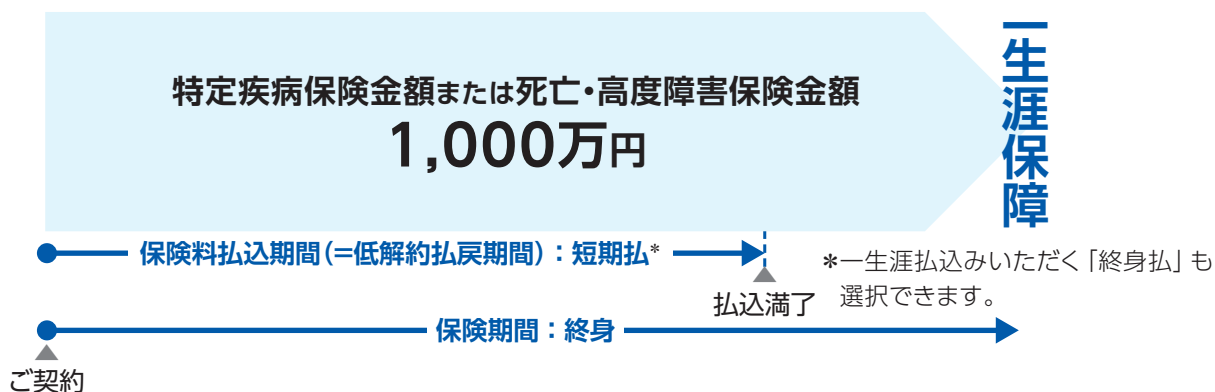 特定疾病保険金額または死亡・高度障害保険金額
1,000万円
一生涯保障
保険料払込期間(=低解約払戻期間):短期払*
払込満了
*一生涯払込みいただく「終身払」も
選択できます。
保険期間:終身
ご契約